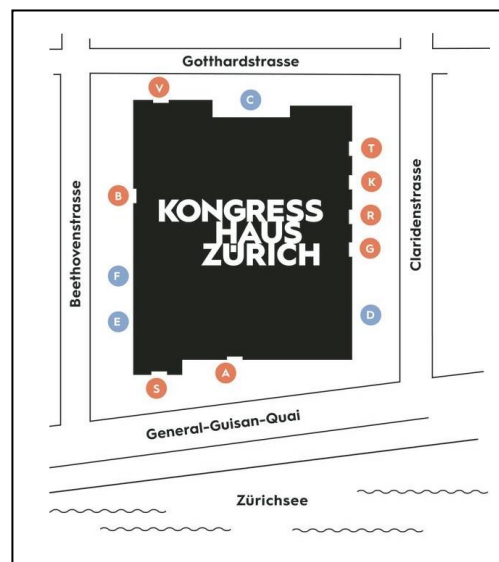 Gotthardstrasse
V
C
T
B
K
KONGRESS
HAUS
ZÜRICH
R
G
Beethovenstrasse
Claridenstrasse
F
E
D
A
S
General-Guisan-Quai
Zürichsee